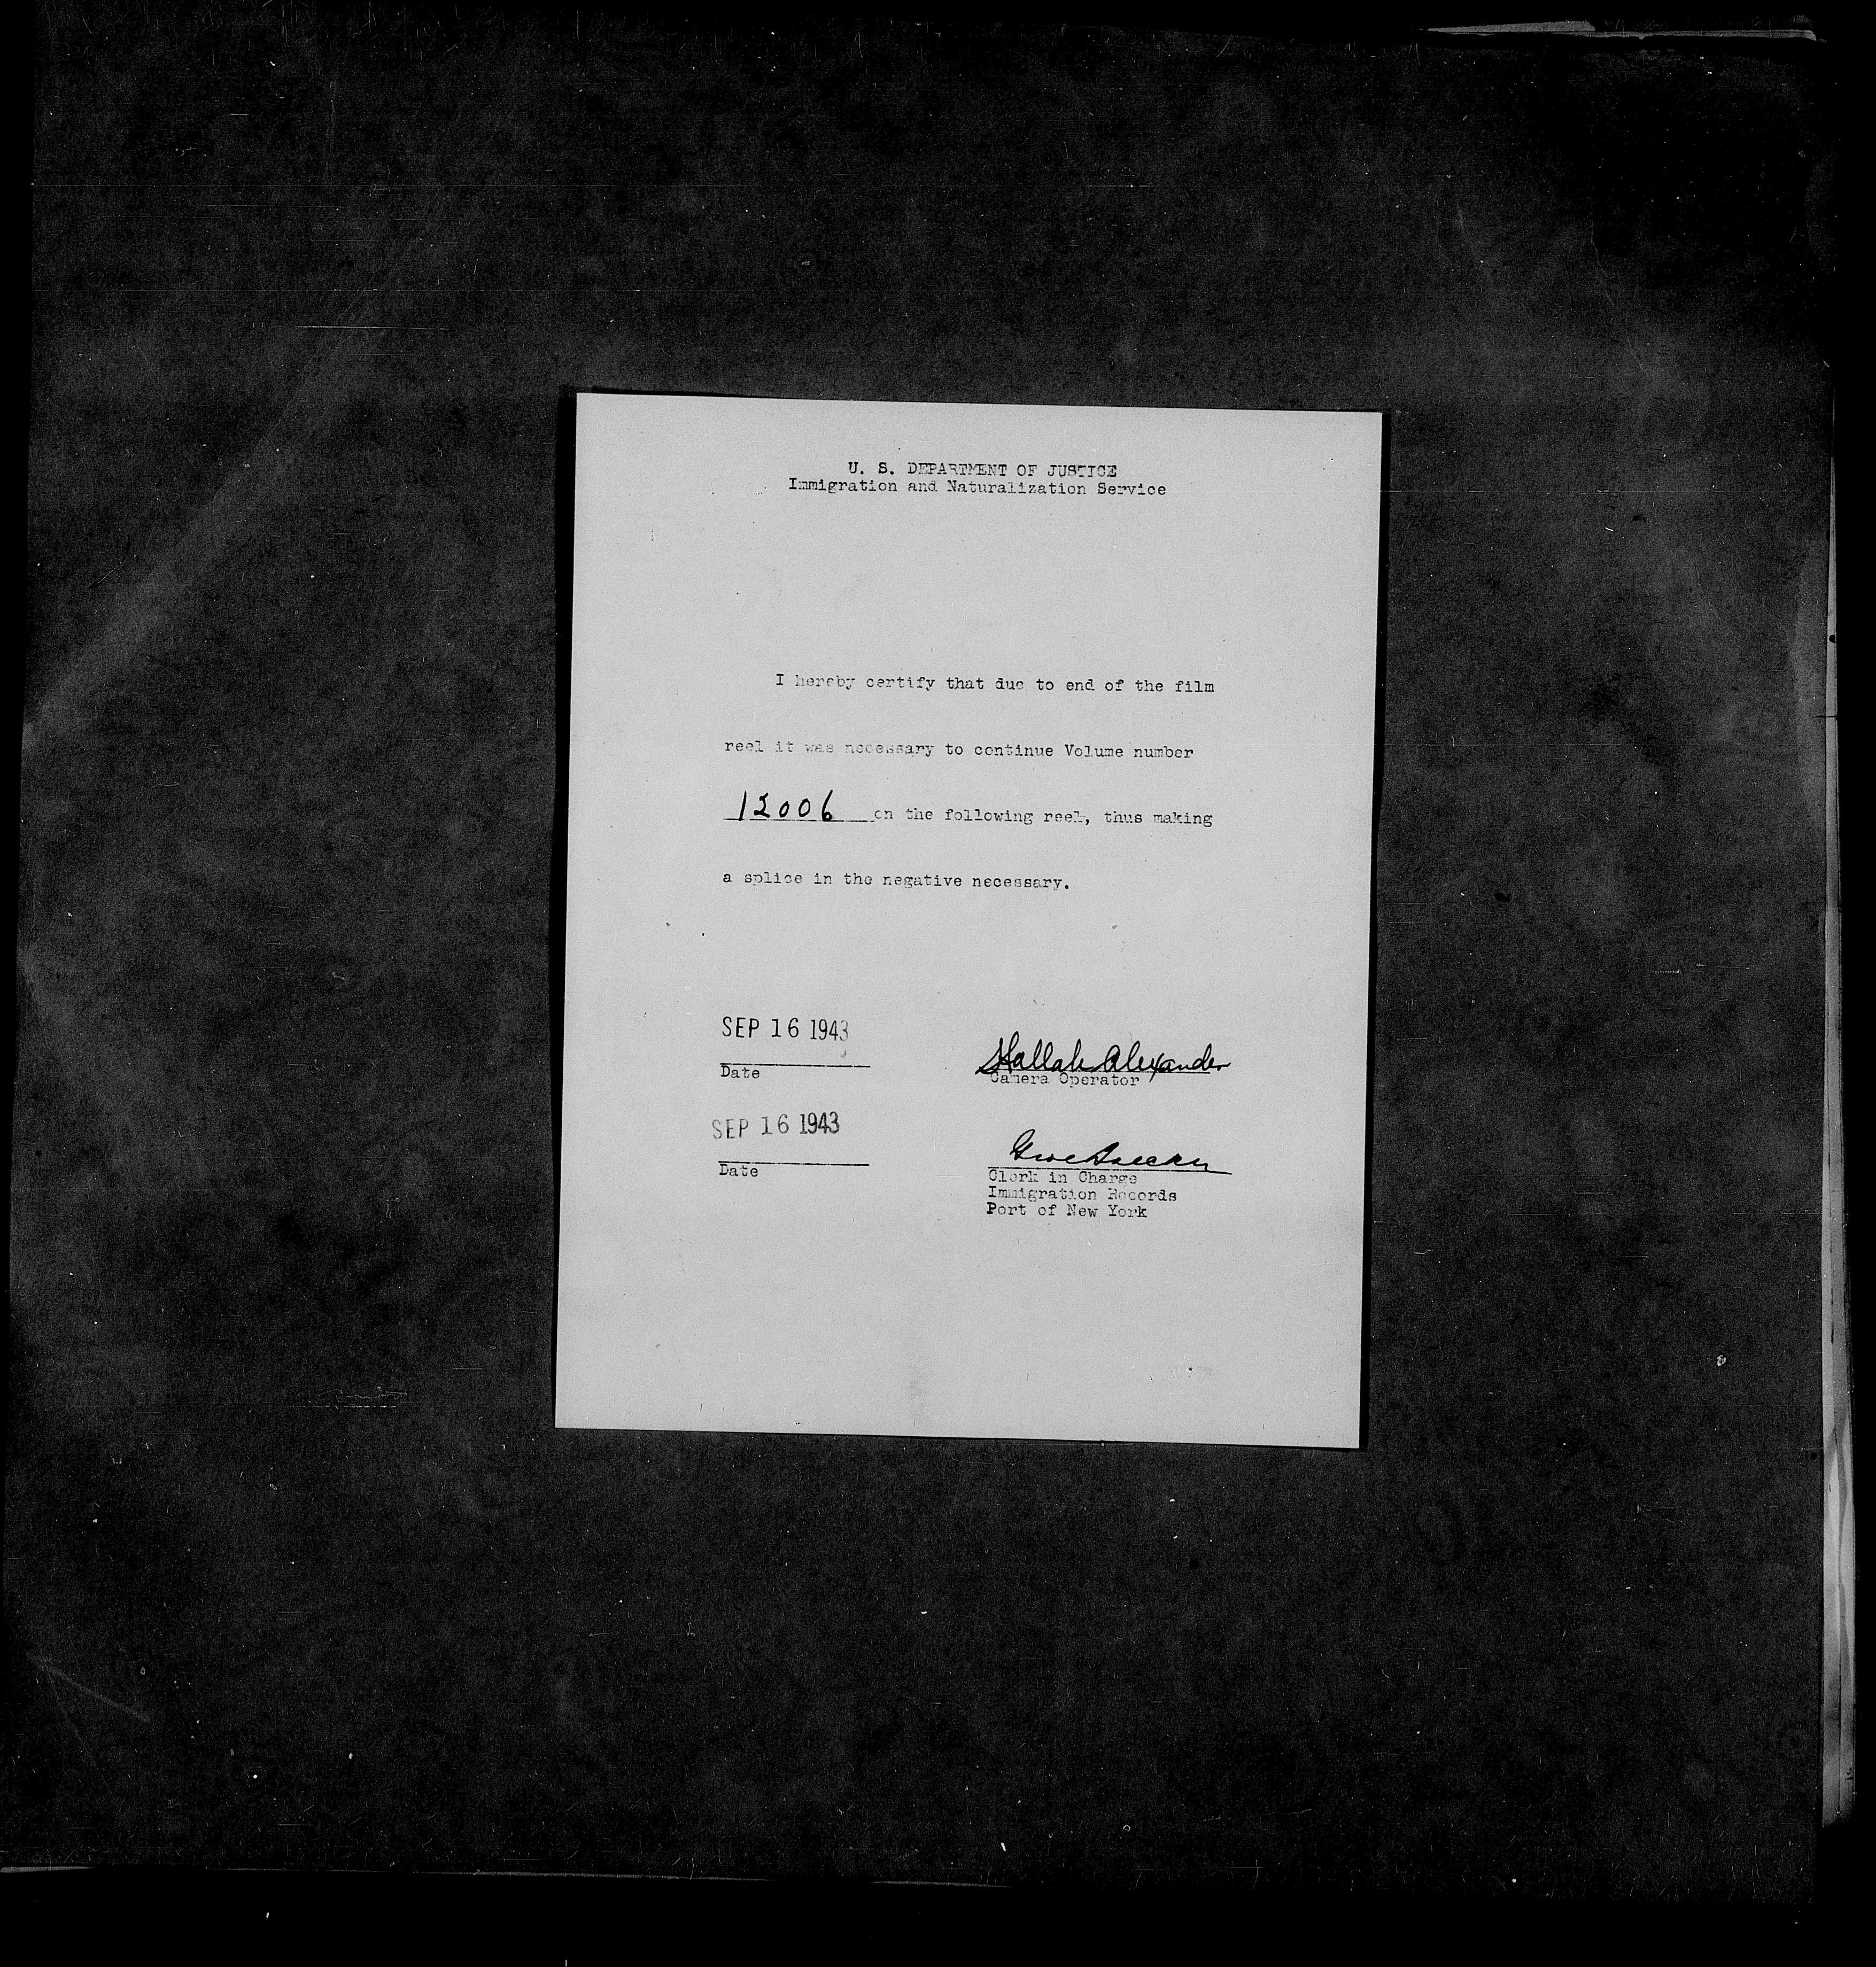 U. S. DEPARTMENT OF JUSTICE
Immigration and Naturalization Service
I hereby certify that due to end of the film
reel it was necessary to continue Volume number
12006 on the following reel, thus making
a splice in the negative necessary.
SEP 16 1943
Date
Hallah Alexander
Camera Operator
SEP 16 1943
Date
Clerk in Charge
Immigration Records
Port of New York